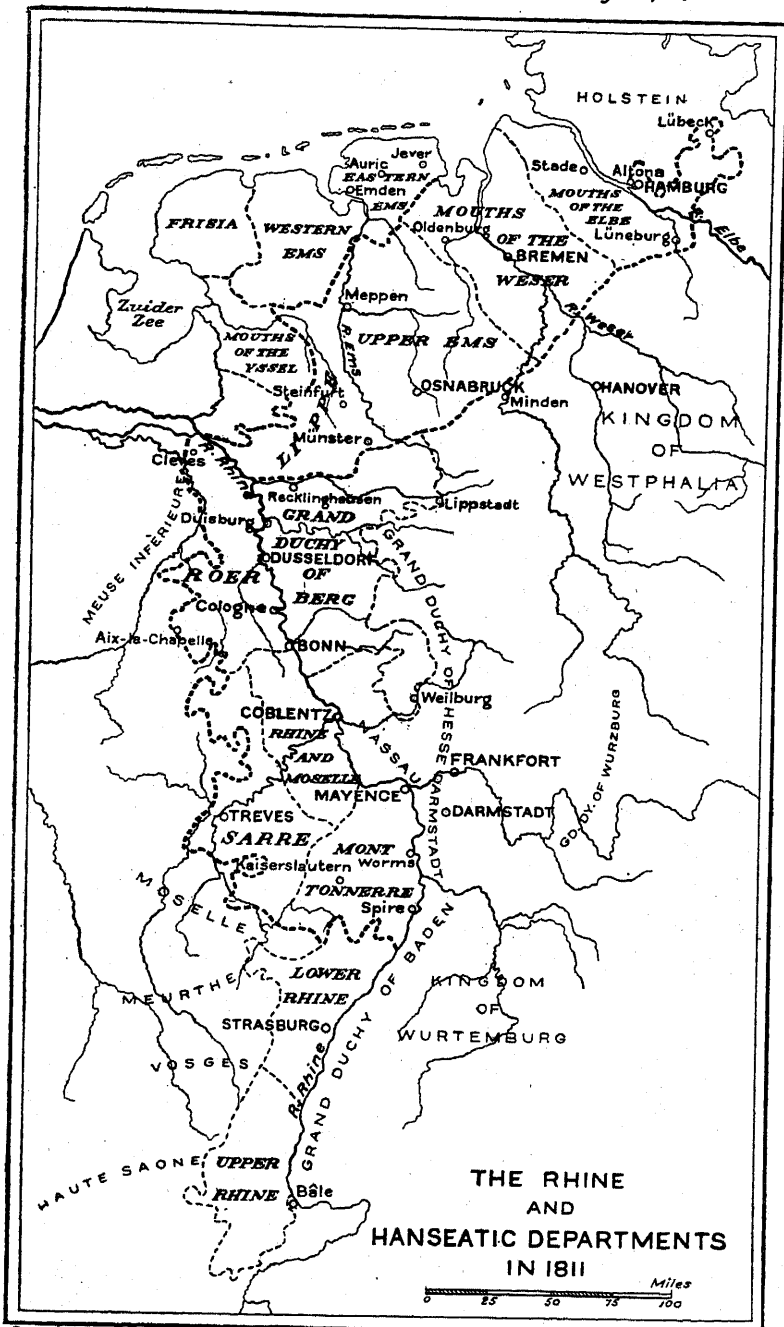 HOLSTEIN
Lübeck
Jever
Auric
EASTERN
EMS
Emden
Stade
Altona
HAMBURG
MOUTHS
OF THE
ELBE
R. Elbe
Lüneburg
FRISIA
WESTERN
EMS
MOUTHS
OF THE
WESER
Oldenburg
BREMEN
Zuider
Zee
Meppen
R. Ems
UPPER EMS
R. Weser
MOUTHS
OF THE
YSSEL
Steinfurt
OSNABRUCK
Minden
HANOVER
KINGDOM
OF
WESTPHALIA
LIPPE
Münster
Cleves
R. Rhine
Recklinghausen
Lippstadt
MEUSE INFERIEURE
Duisburg
GRAND
DUCHY
OF
BERG
DUSSELDORF
ROER
Cologne
Aix-la-Chapelle
BONN
GRAND DUCHY OF HESSE DARMSTADT
Weilburg
COBLENTZ
NASSAU
RHINE
AND
MOSELLE
FRANKFORT
MAYENCE
GD. DY. OF WURZBURG
DARMSTADT
TREVES
SARRE
MONT
TONNERRE
Worms
Kaiserslautern
Spire
MOSELLE
MEURTHE
LOWER
RHINE
KINGDOM
OF
WURTEMBURG
STRASBURG
GRAND DUCHY OF BADEN
VOSGES
R. Rhine
HAUTE SAONE
UPPER
RHINE
Bâle
THE RHINE
AND
HANSEATIC DEPARTMENTS
IN 1811
Miles
0 25 50 75 100